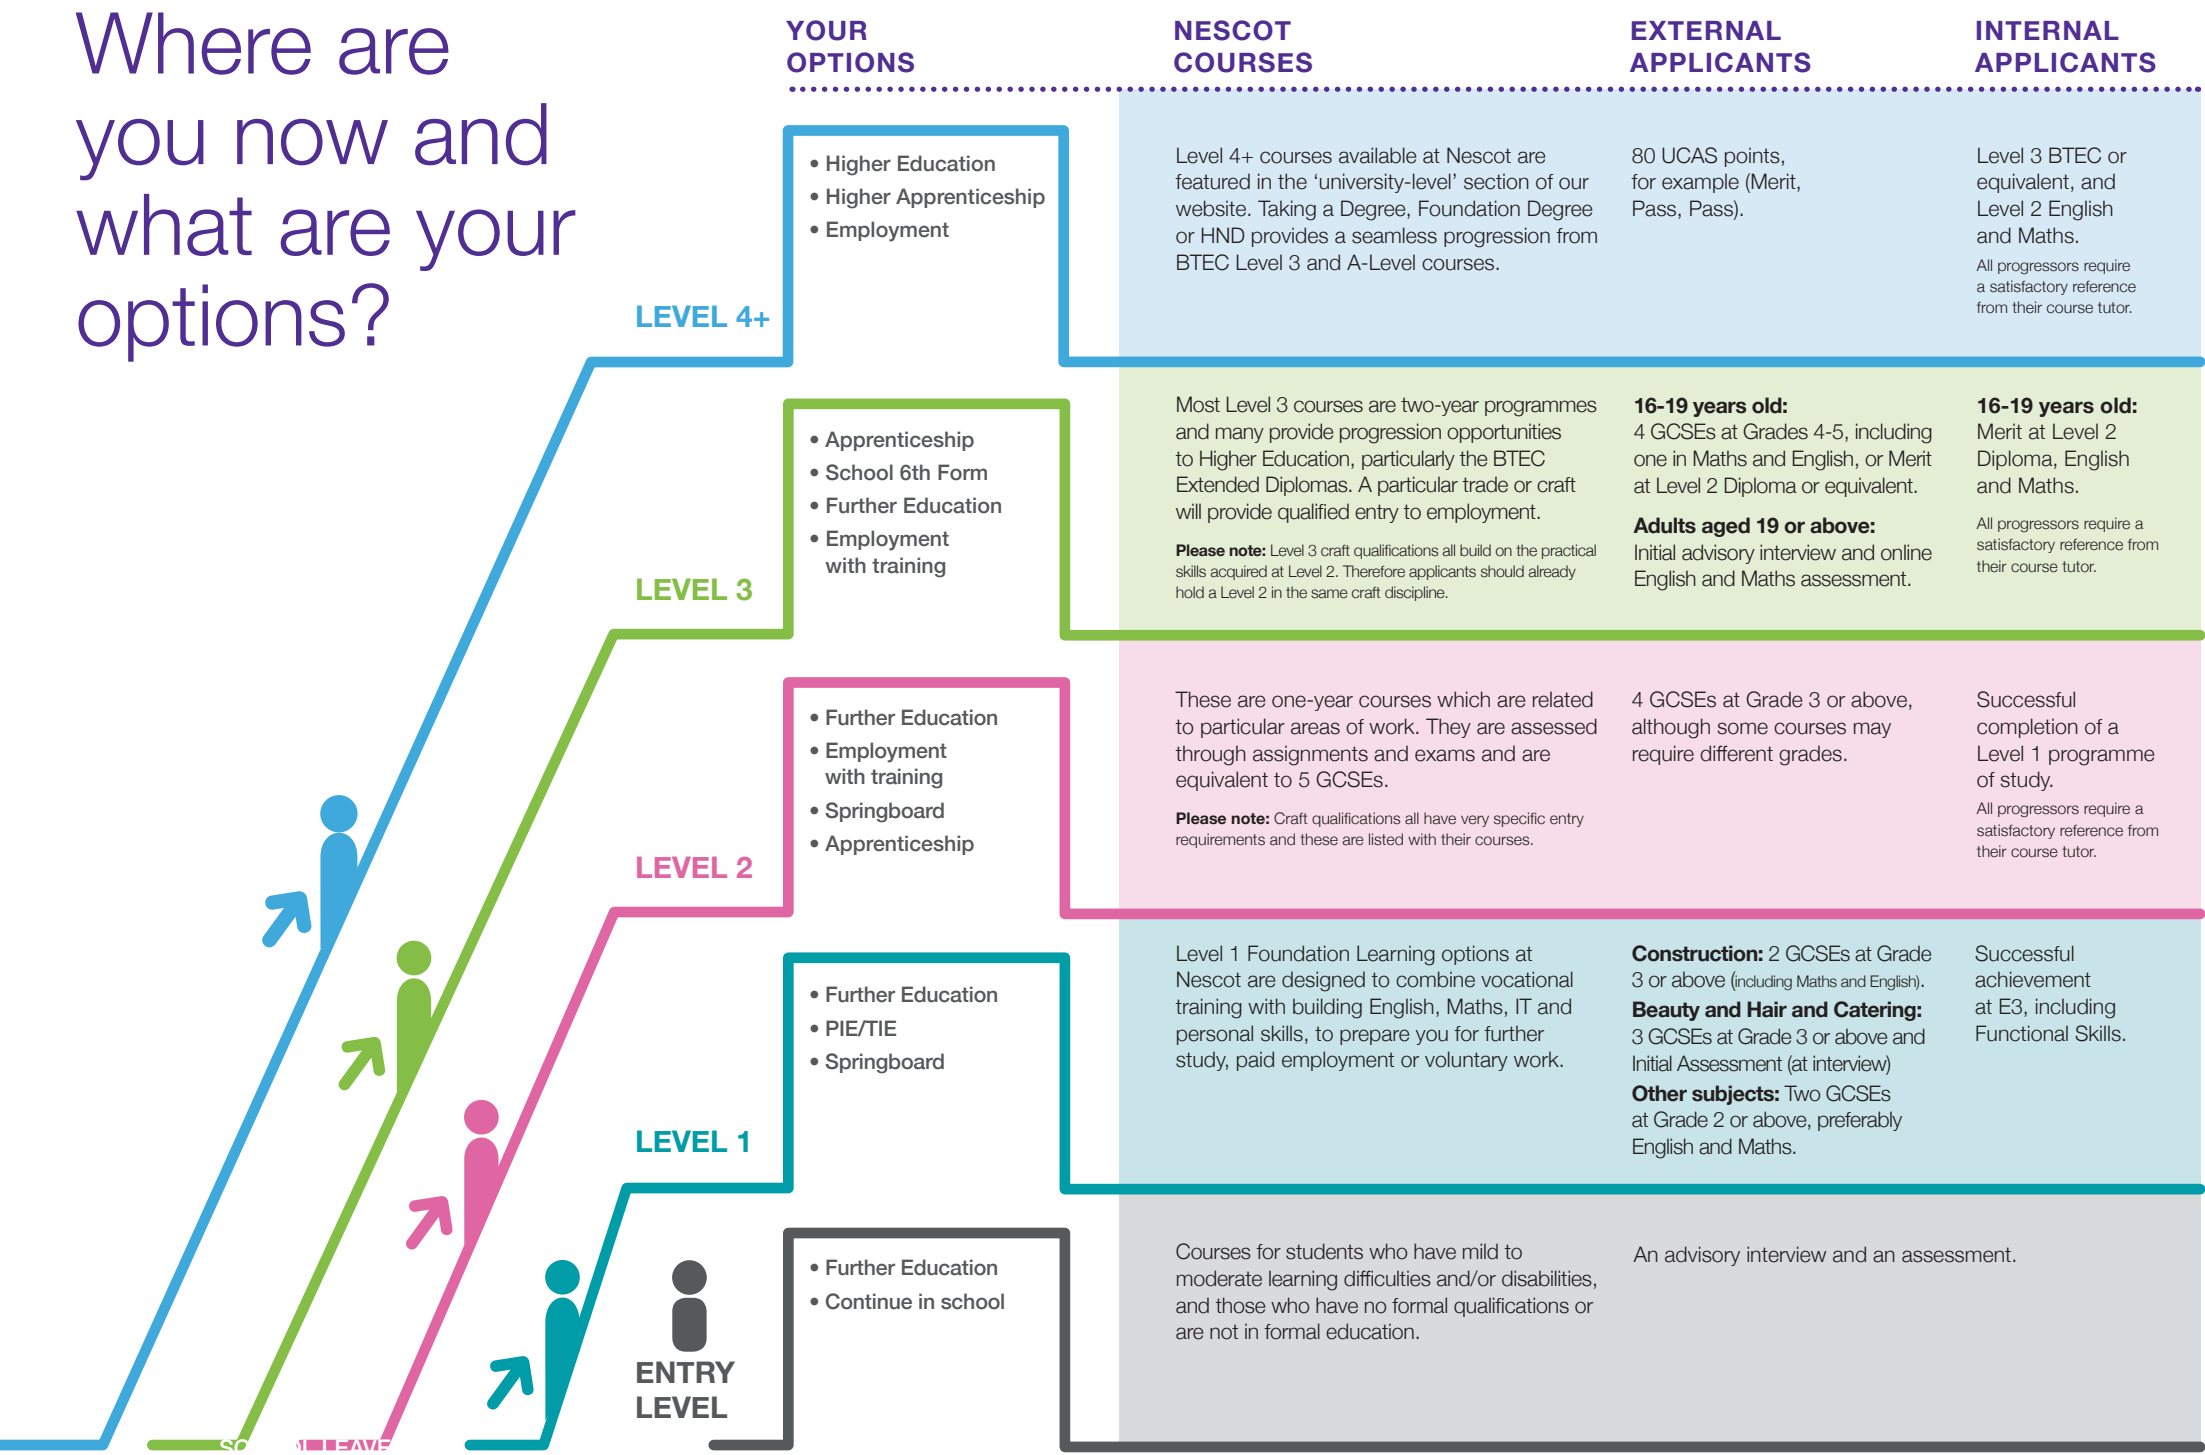 Where are
you now and
what are your
options?
YOUR
OPTIONS
NESCOT
COURSES
EXTERNAL
APPLICANTS
INTERNAL
APPLICANTS
LEVEL 4+
• Higher Education
• Higher Apprenticeship
• Employment
Level 4+ courses available at Nescot are
featured in the ‘university-level’ section of our
website. Taking a Degree, Foundation Degree
or HND provides a seamless progression from
BTEC Level 3 and A-Level courses.
80 UCAS points,
for example (Merit,
Pass, Pass).
Level 3 BTEC or
equivalent, and
Level 2 English
and Maths.
All progressors require
a satisfactory reference
from their course tutor.
LEVEL 3
• Apprenticeship
• School 6th Form
• Further Education
• Employment
with training
Most Level 3 courses are two-year programmes
and many provide progression opportunities
to Higher Education, particularly the BTEC
Extended Diplomas. A particular trade or craft
will provide qualified entry to employment.
Please note: Level 3 craft qualifications all build on the practical
skills acquired at Level 2. Therefore applicants should already
hold a Level 2 in the same craft discipline.
16-19 years old:
4 GCSEs at Grades 4-5, including
one in Maths and English, or Merit
at Level 2 Diploma or equivalent.
Adults aged 19 or above:
Initial advisory interview and online
English and Maths assessment.
16-19 years old:
Merit at Level 2
Diploma, English
and Maths.
All progressors require a
satisfactory reference from
their course tutor.
LEVEL 2
• Further Education
• Employment
with training
• Springboard
• Apprenticeship
These are one-year courses which are related
to particular areas of work. They are assessed
through assignments and exams and are
equivalent to 5 GCSEs.
Please note: Craft qualifications all have very specific entry
requirements and these are listed with their courses.
4 GCSEs at Grade 3 or above,
although some courses may
require different grades.
Successful
completion of a
Level 1 programme
of study.
All progressors require a
satisfactory reference from
their course tutor.
LEVEL 1
• Further Education
• PIE/TIE
• Springboard
Level 1 Foundation Learning options at
Nescot are designed to combine vocational
training with building English, Maths, IT and
personal skills, to prepare you for further
study, paid employment or voluntary work.
Construction: 2 GCSEs at Grade
3 or above (including Maths and English).
Beauty and Hair and Catering:
3 GCSEs at Grade 3 or above and
Initial Assessment (at interview)
Other subjects: Two GCSEs
at Grade 2 or above, preferably
English and Maths.
Successful
achievement
at E3, including
Functional Skills.
ENTRY
LEVEL
• Further Education
• Continue in school
Courses for students who have mild to
moderate learning difficulties and/or disabilities,
and those who have no formal qualifications or
are not in formal education.
An advisory interview and an assessment.